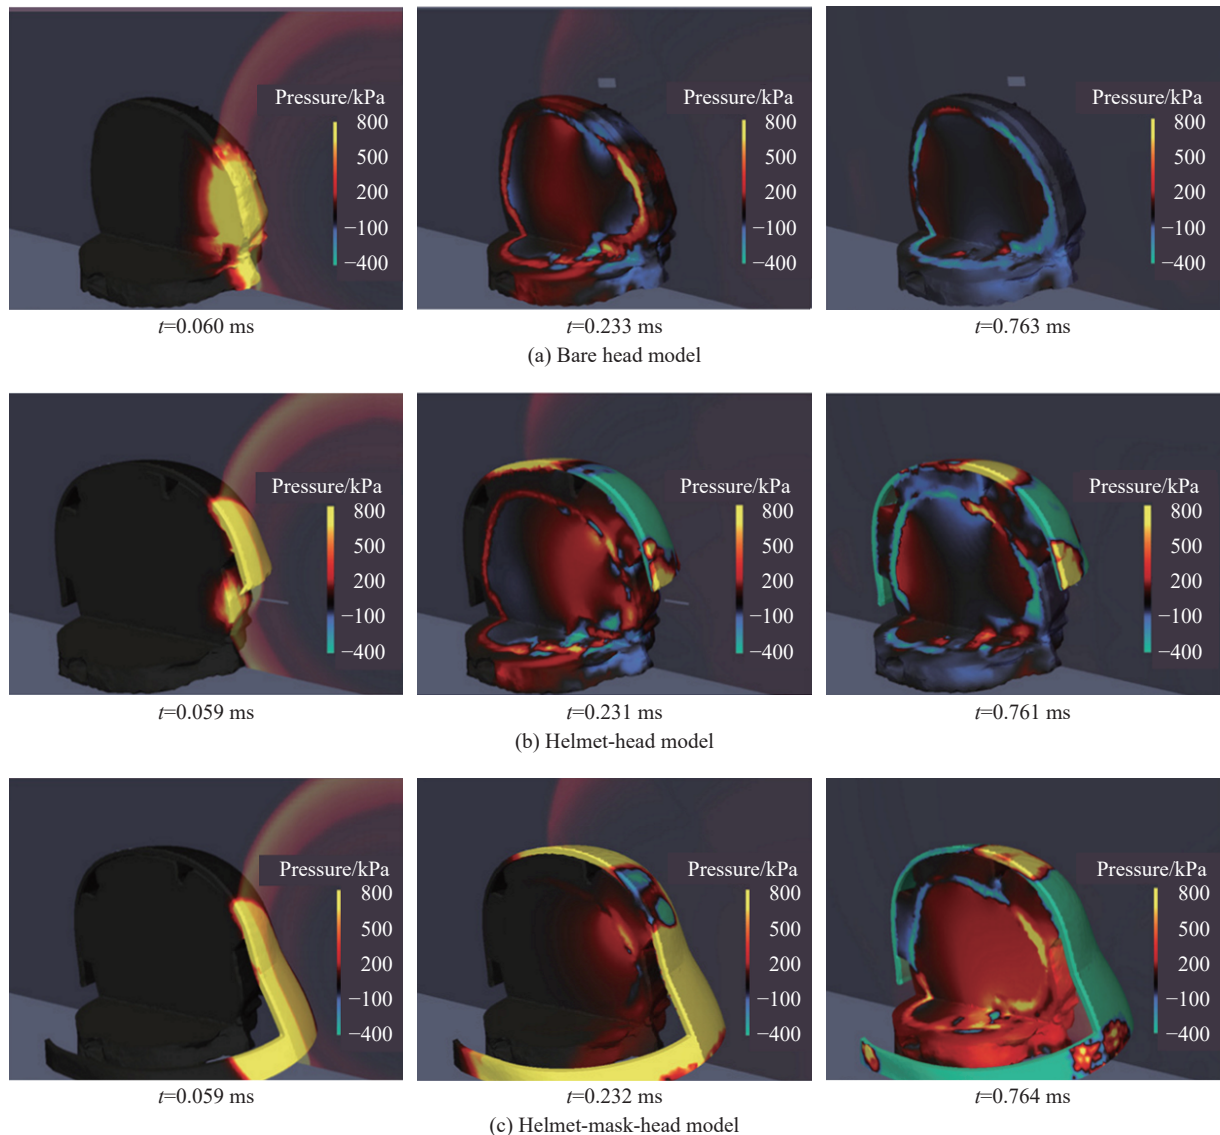 Pressure/kPa
800
500
200
−100
−400
Pressure/kPa
800
500
200
−100
−400
Pressure/kPa
800
500
200
−100
−400
t=0.060 ms
t=0.233 ms
t=0.763 ms
(a) Bare head model
Pressure/kPa
800
500
200
−100
−400
Pressure/kPa
800
500
200
−100
−400
Pressure/kPa
800
500
200
−100
−400
t=0.059 ms
t=0.231 ms
t=0.761 ms
(b) Helmet-head model
Pressure/kPa
800
500
200
−100
−400
Pressure/kPa
800
500
200
−100
−400
Pressure/kPa
800
500
200
−100
−400
t=0.059 ms
t=0.232 ms
t=0.764 ms
(c) Helmet-mask-head model